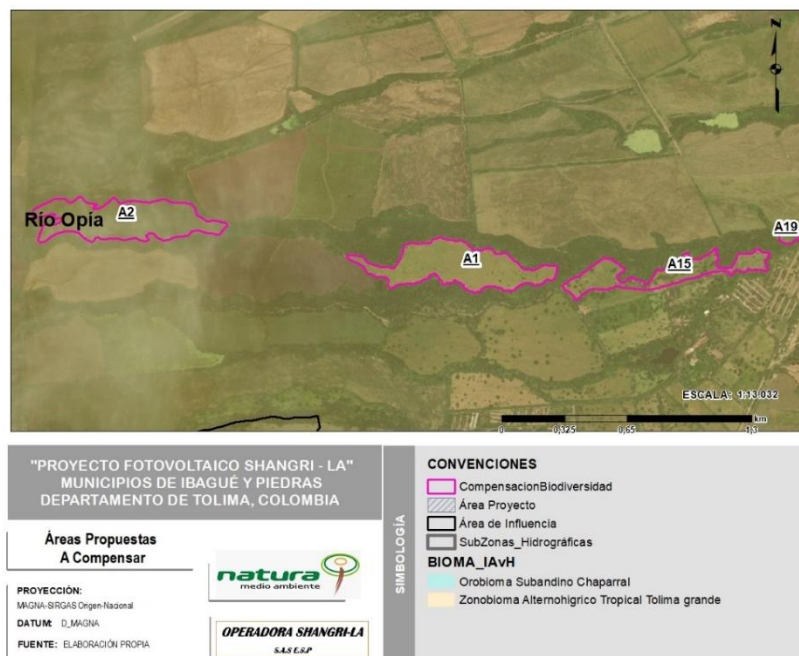 N
Río Opía
A2
A1
A15
A19
ESCALA: 1:13.032
km
0 0,325 0,65 1,3
"PROYECTO FOTOVOLTAICO SHANGRI - LA"
MUNICIPIOS DE IBAGUÉ Y PIEDRAS
DEPARTAMENTO DE TOLIMA, COLOMBIA
Áreas Propuestas
A Compensar
PROYECCIÓN:
MAGNA-SIRGAS Origen-Nacional
DATUM: D_MAGNA
FUENTE: ELABORACIÓN PROPIA
natura
medio ambiente
OPERADORA SHANGRI-LA
S.A.S E.S.P
SIMBOLOGÍA
CONVENCIONES
CompensacionBiodiversidad
Área Proyecto
Área de Influencia
SubZonas_Hidrográficas
BIOMA_IAvH
Orobioma Subandino Chaparral
Zonobioma Alternohigrico Tropical Tolima grande